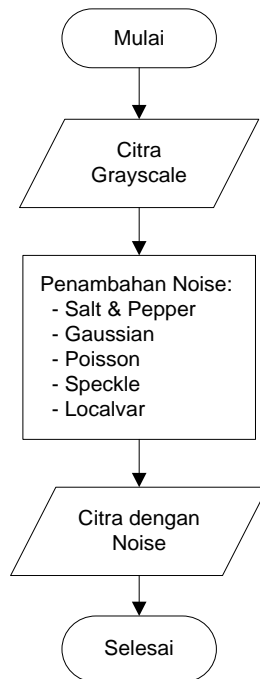 Mulai
Citra
Grayscale
Penambahan Noise:
- Salt & Pepper
- Gaussian
- Poisson
- Speckle
- Localvar
Citra dengan
Noise
Selesai